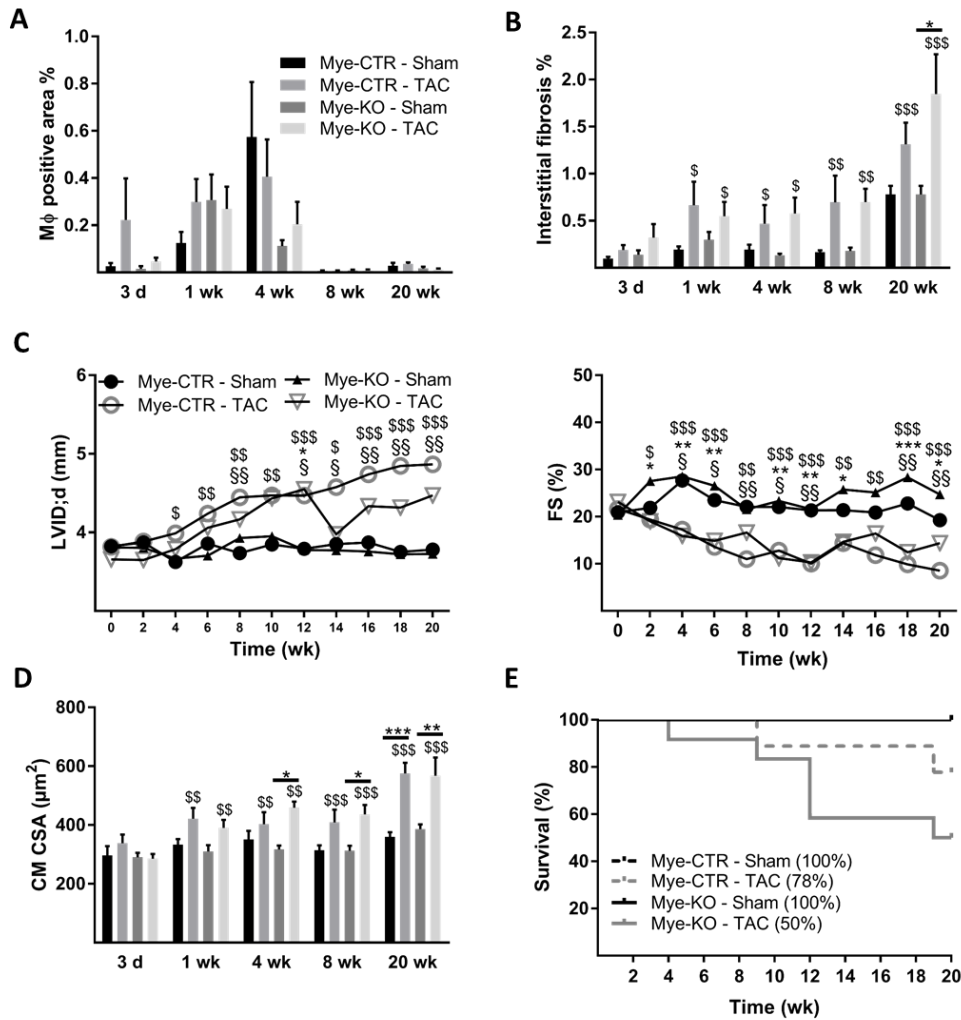 A
Mϕ positive area %
1.0
0.8
0.6
0.4
0.2
Mye-CTR - Sham
Mye-CTR - TAC
Mye-KO - Sham
Mye-KO - TAC
3 d 1 wk 4 wk 8 wk 20 wk
B
Interstitial fibrosis %
2.5
2.0
1.5
1.0
0.5
*
$$$
$$$
$ $ $ $ $$ $$
3 d 1 wk 4 wk 8 wk 20 wk
C
LVID;d (mm)
6
5
4
Mye-CTR - Sham
Mye-CTR - TAC
Mye-KO - Sham
Mye-KO - TAC
$ $$ $$ $$ $$$ $ $$$ $$$ $$$
§§ * § §§ §§ §§
§
0 2 4 6 8 10 12 14 16 18 20
Time (wk)
FS (%)
50
40
30
20
10
$ $$$ $$$ $$ $$$ $$$ $$ $$ $$$ $$$
* ** ** §§ ** ** * *** *
§ § § §§ §§ §§
0 2 4 6 8 10 12 14 16 18 20
Time (wk)
D
CM CSA (µm²)
800
600
400
200
*** **
$$$ $$$
* *
$$ $$ $$ $$ $$$ $$$
3 d 1 wk 4 wk 8 wk 20 wk
E
Survival (%)
100
80
60
40
20
Mye-CTR - Sham (100%)
Mye-CTR - TAC (78%)
Mye-KO - Sham (100%)
Mye-KO - TAC (50%)
2 4 6 8 10 12 14 16 18 20
Time (wk)